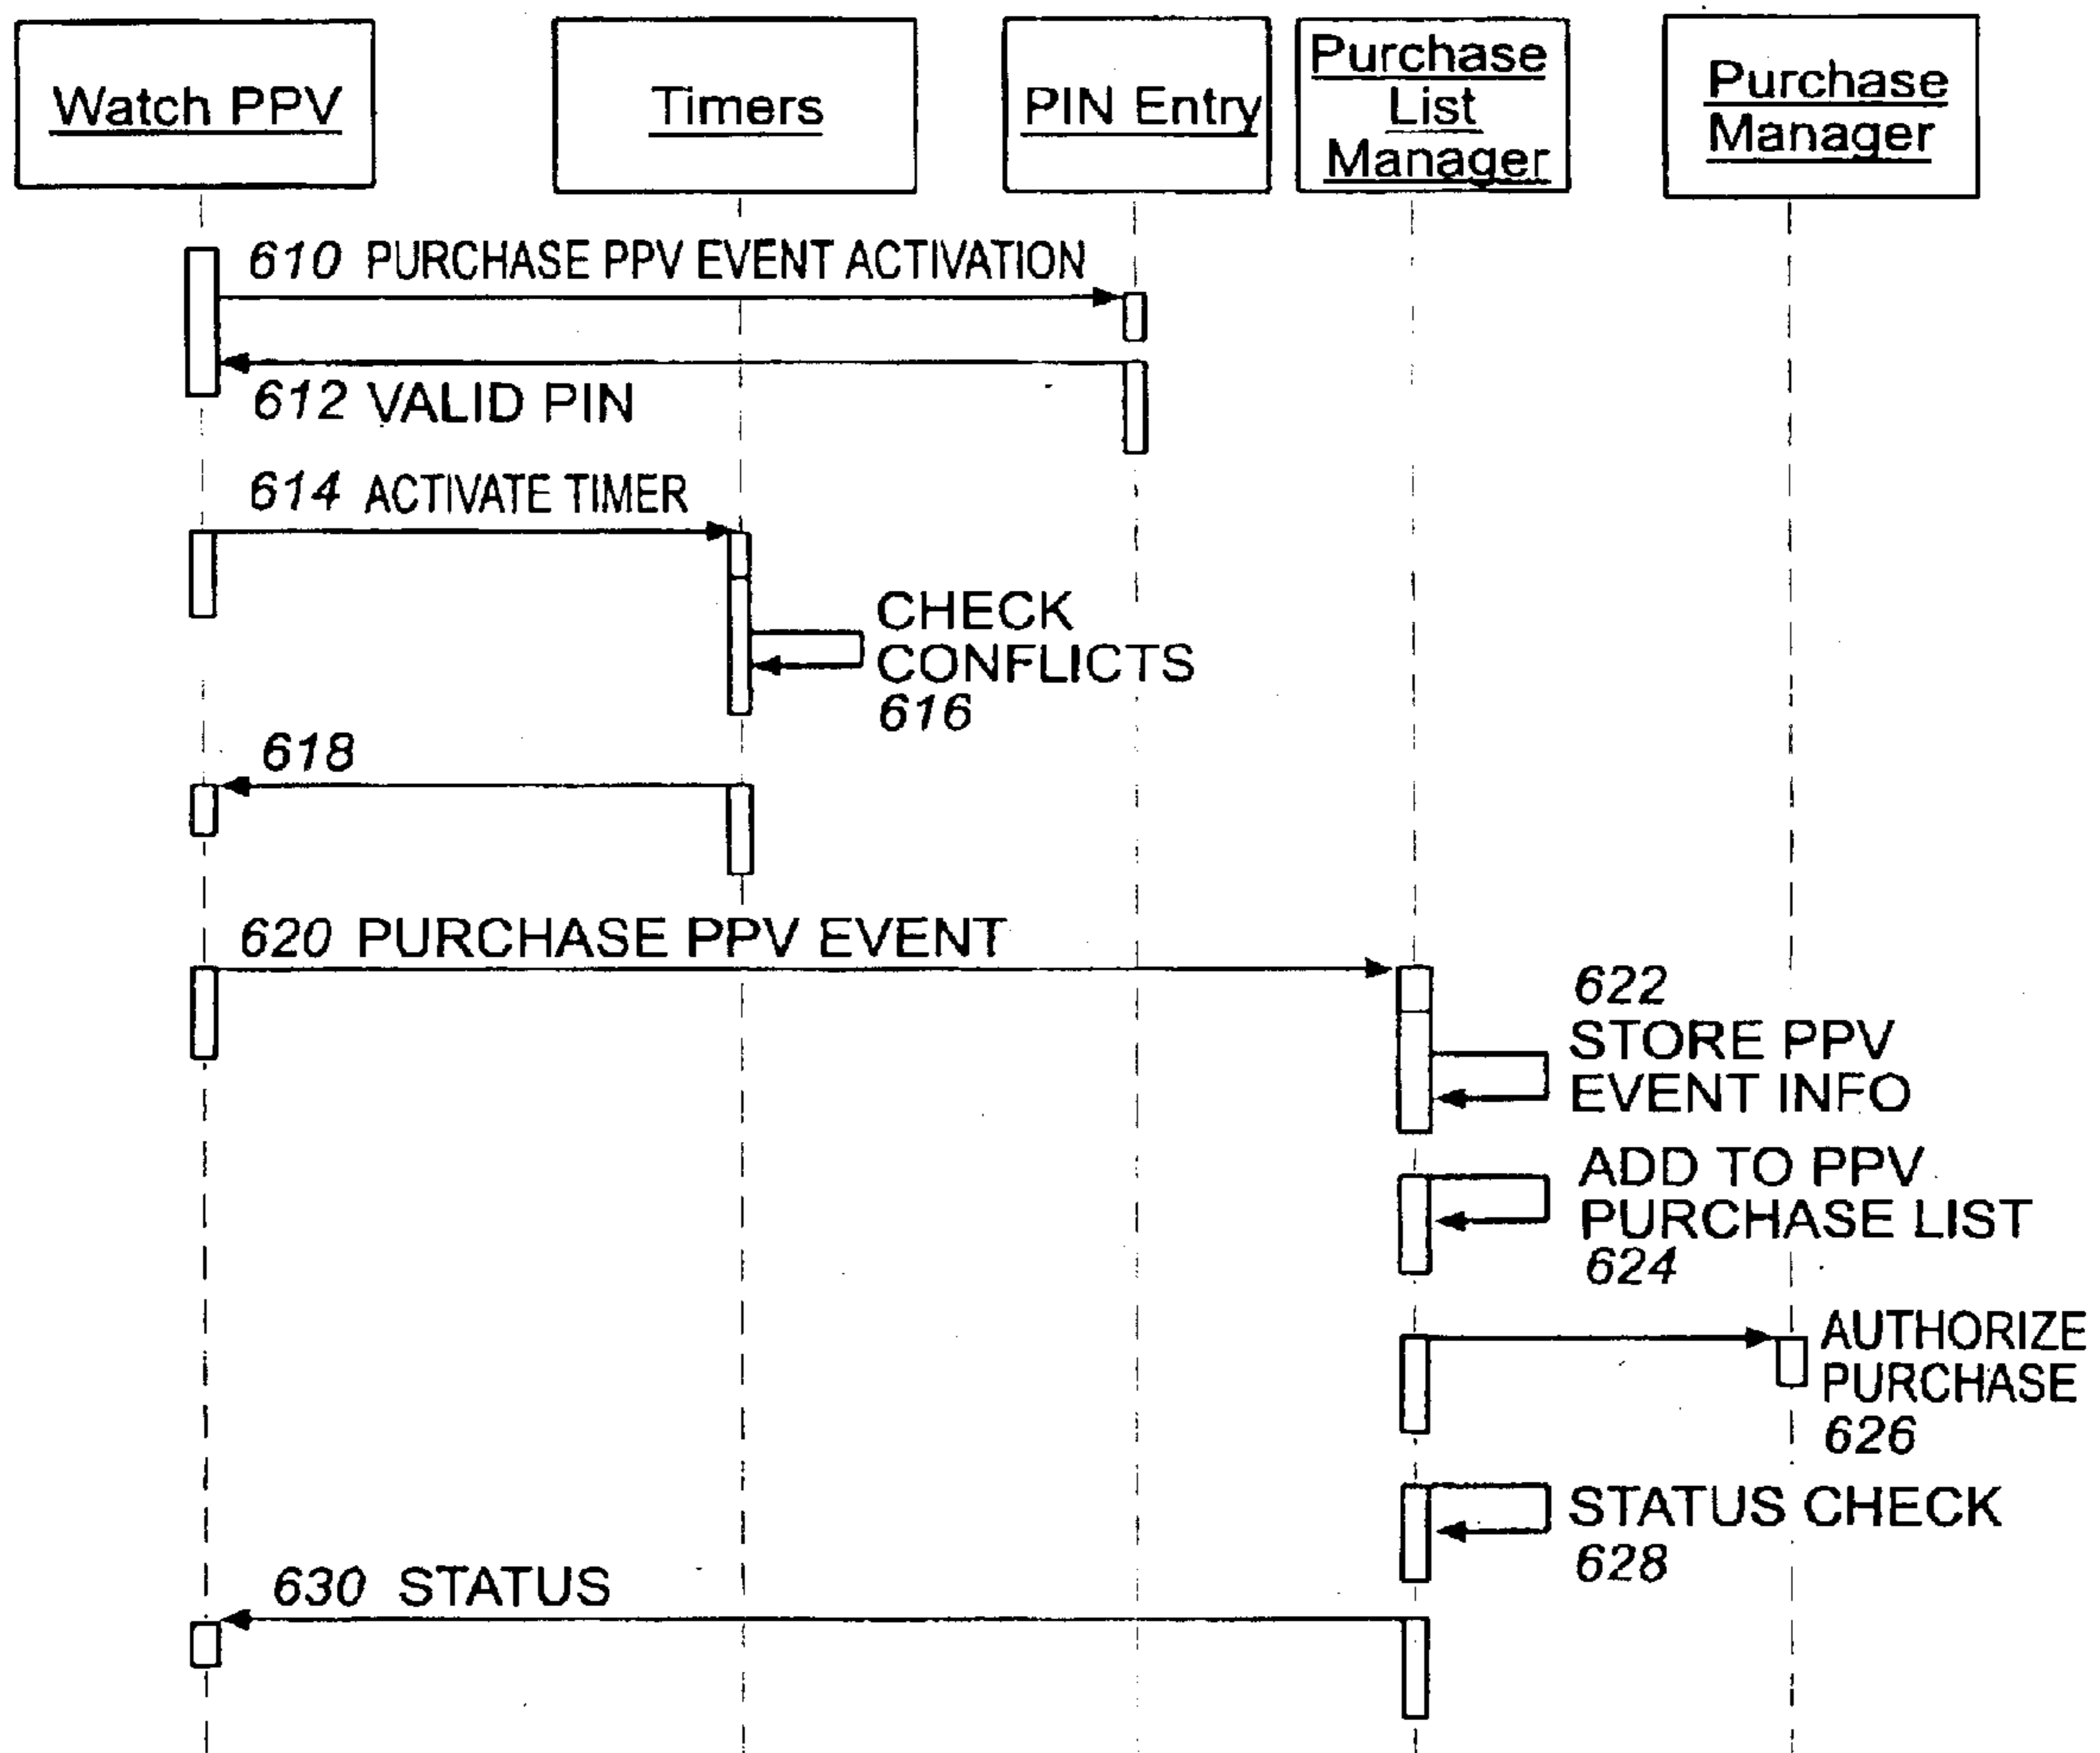 Watch PPV
Timers
PIN Entry
Purchase
List
Manager
Purchase
Manager
610 PURCHASE PPV EVENT ACTIVATION
612 VALID PIN
614 ACTIVATE TIMER
CHECK
CONFLICTS
616
618
620 PURCHASE PPV EVENT
622
STORE PPV
EVENT INFO
ADD TO PPV
PURCHASE LIST
624
AUTHORIZE
PURCHASE
626
STATUS CHECK
628
630 STATUS